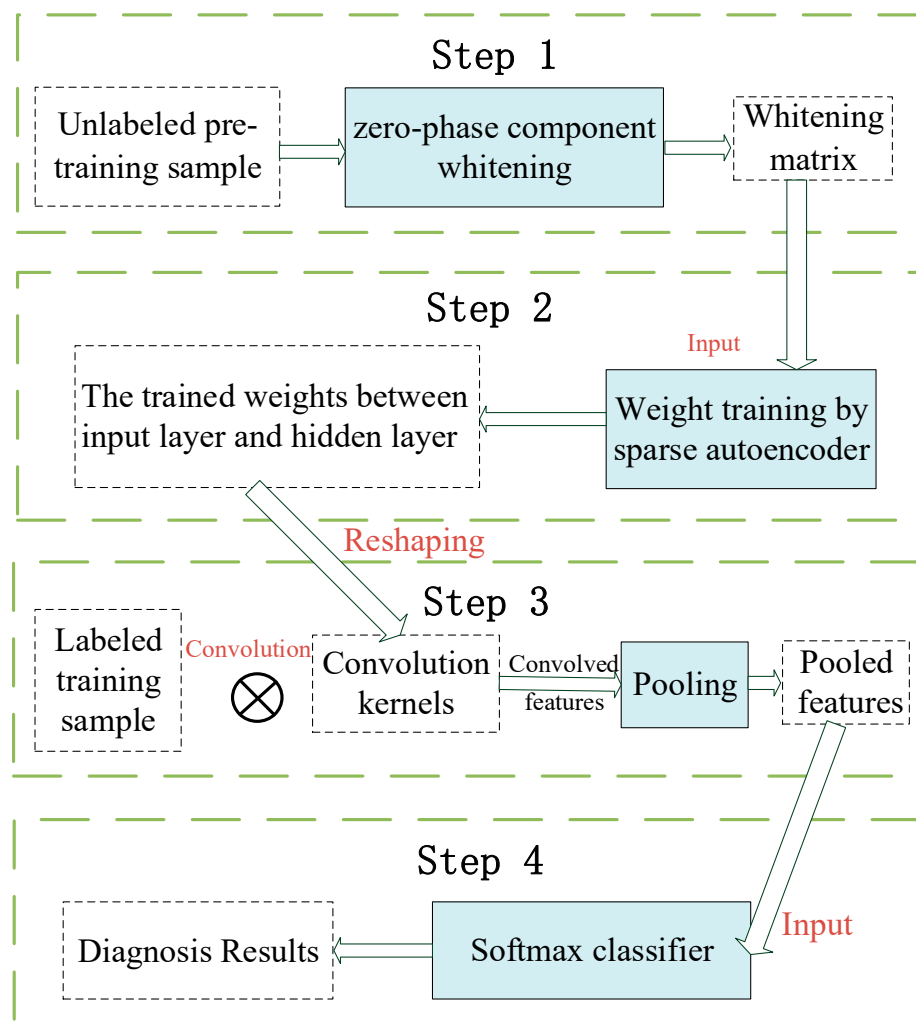 Step 1
Unlabeled pre-
training sample
zero-phase component
whitening
Whitening
matrix
Step 2
Input
The trained weights between
input layer and hidden layer
Weight training by
sparse autoencoder
Reshaping
Step 3
Labeled
training
sample
Convolution
Convolution
kernels
Convolved
features
Pooling
Pooled
features
Step 4
Input
Diagnosis Results
Softmax classifier